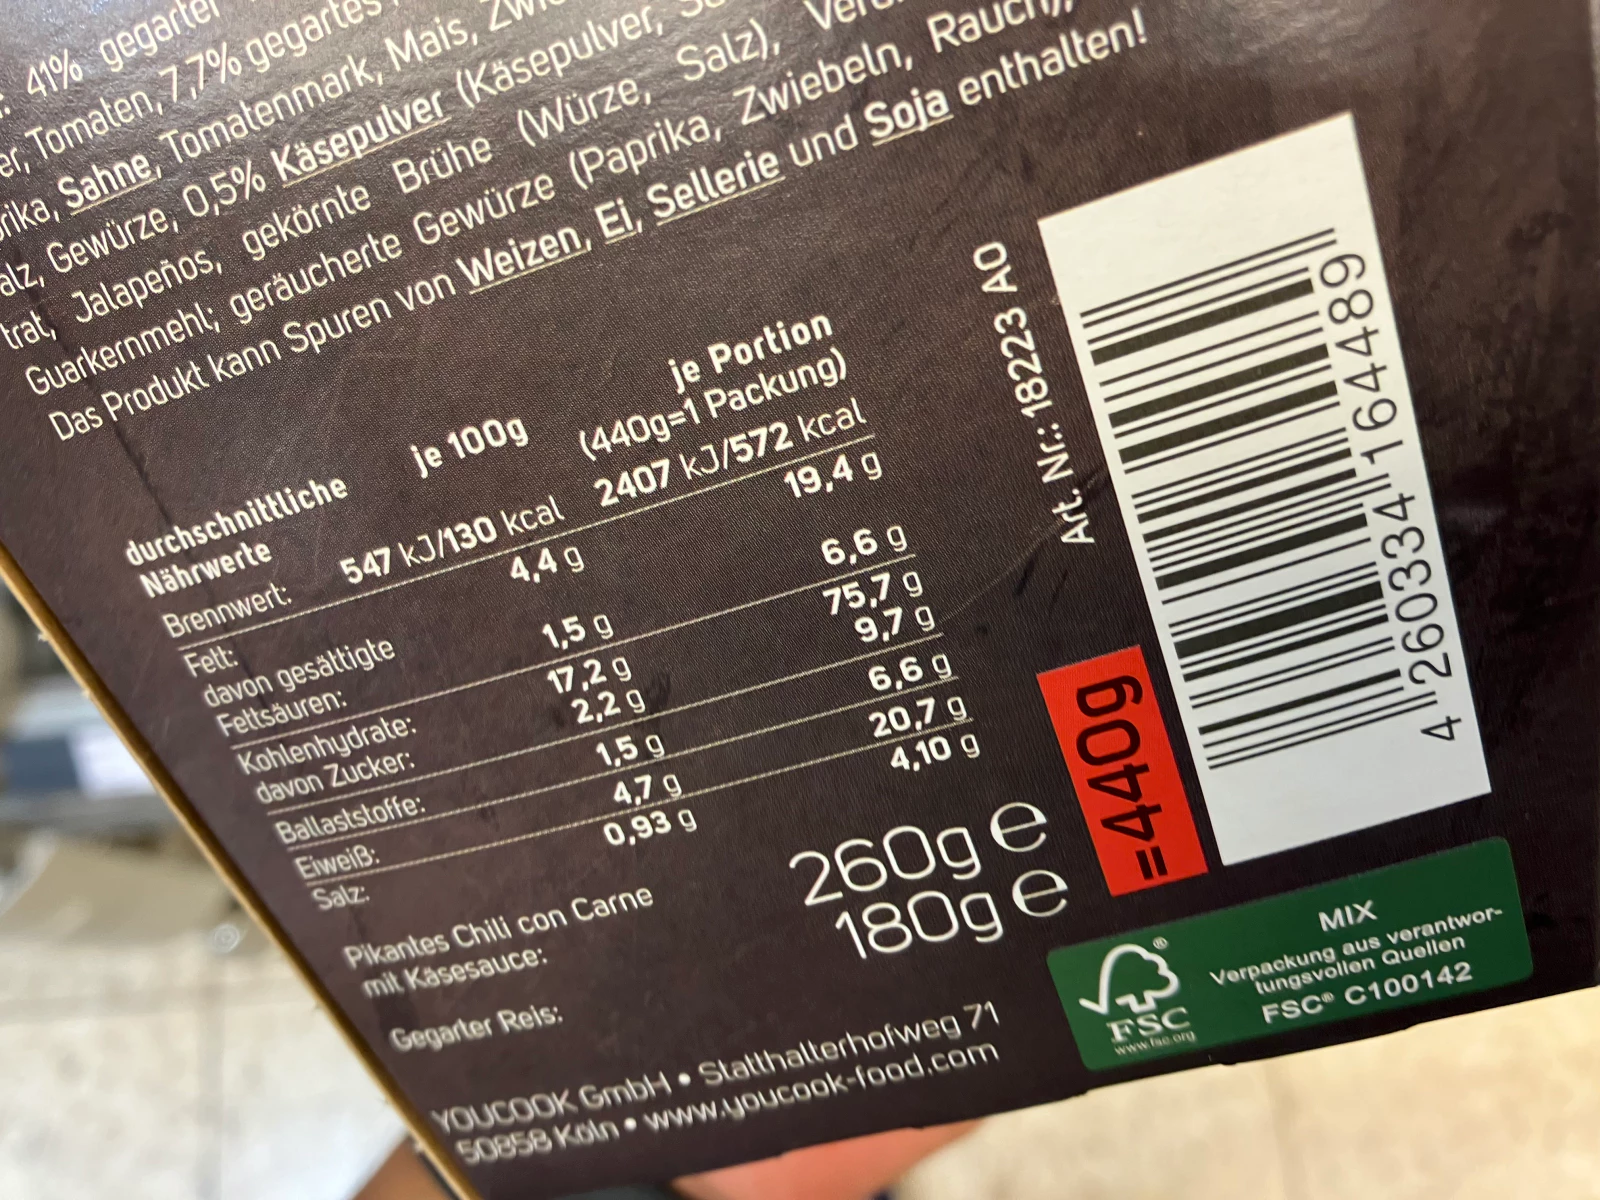 41% gegarter
Tomaten, 7,7% gegartes
Sahne, Tomatenmark, Mais,
Gewürze, 0,5% Käsepulver (Käsepulver,
Jalapeños, gekörnte Brühe (Würze, Salz),
Guarkernmehl; geräucherte Gewürze (Paprika, Zwiebeln, Rauch),
Das Produkt kann Spuren von Weizen, Ei, Sellerie und Soja enthalten!
durchschnittliche Nährwerte je 100g je Portion (440g=1 Packung)
Brennwert: 547 kJ/130 kcal 2407 kJ/572 kcal
Fett: 4,4 g 19,4 g
davon gesättigte
Fettsäuren: 1,5 g 6,6 g
Kohlenhydrate: 17,2 g 75,7 g
davon Zucker: 2,2 g 9,7 g
Ballaststoffe: 1,5 g 6,6 g
Eiweiß: 4,7 g 20,7 g
Salz: 0,93 g 4,10 g
Pikantes Chili con Carne
mit Käsesauce: 260g e
Gegarter Reis: 180g e
=440g
YOUCOOK GmbH • Statthalterhofweg 71
50858 Köln • www.youcook-food.com
Art. Nr.: 18223 A0
4 260334 164489
FSC
www.fsc.org
MIX
Verpackung aus verantwor-
tungsvollen Quellen
FSC® C100142